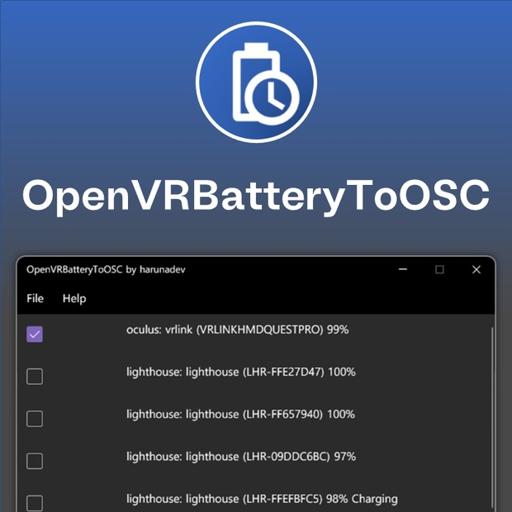 OpenVRBatteryToOSC
OpenVRBatteryToOSC by harunadev
File Help
oculus: vrlink (VRLINKHMDQUESTPRO) 99%
lighthouse: lighthouse (LHR-FFE27D47) 100%
lighthouse: lighthouse (LHR-FF657940) 100%
lighthouse: lighthouse (LHR-09DDC6BC) 97%
lighthouse: lighthouse (LHR-FFEFBFC5) 98% Charging